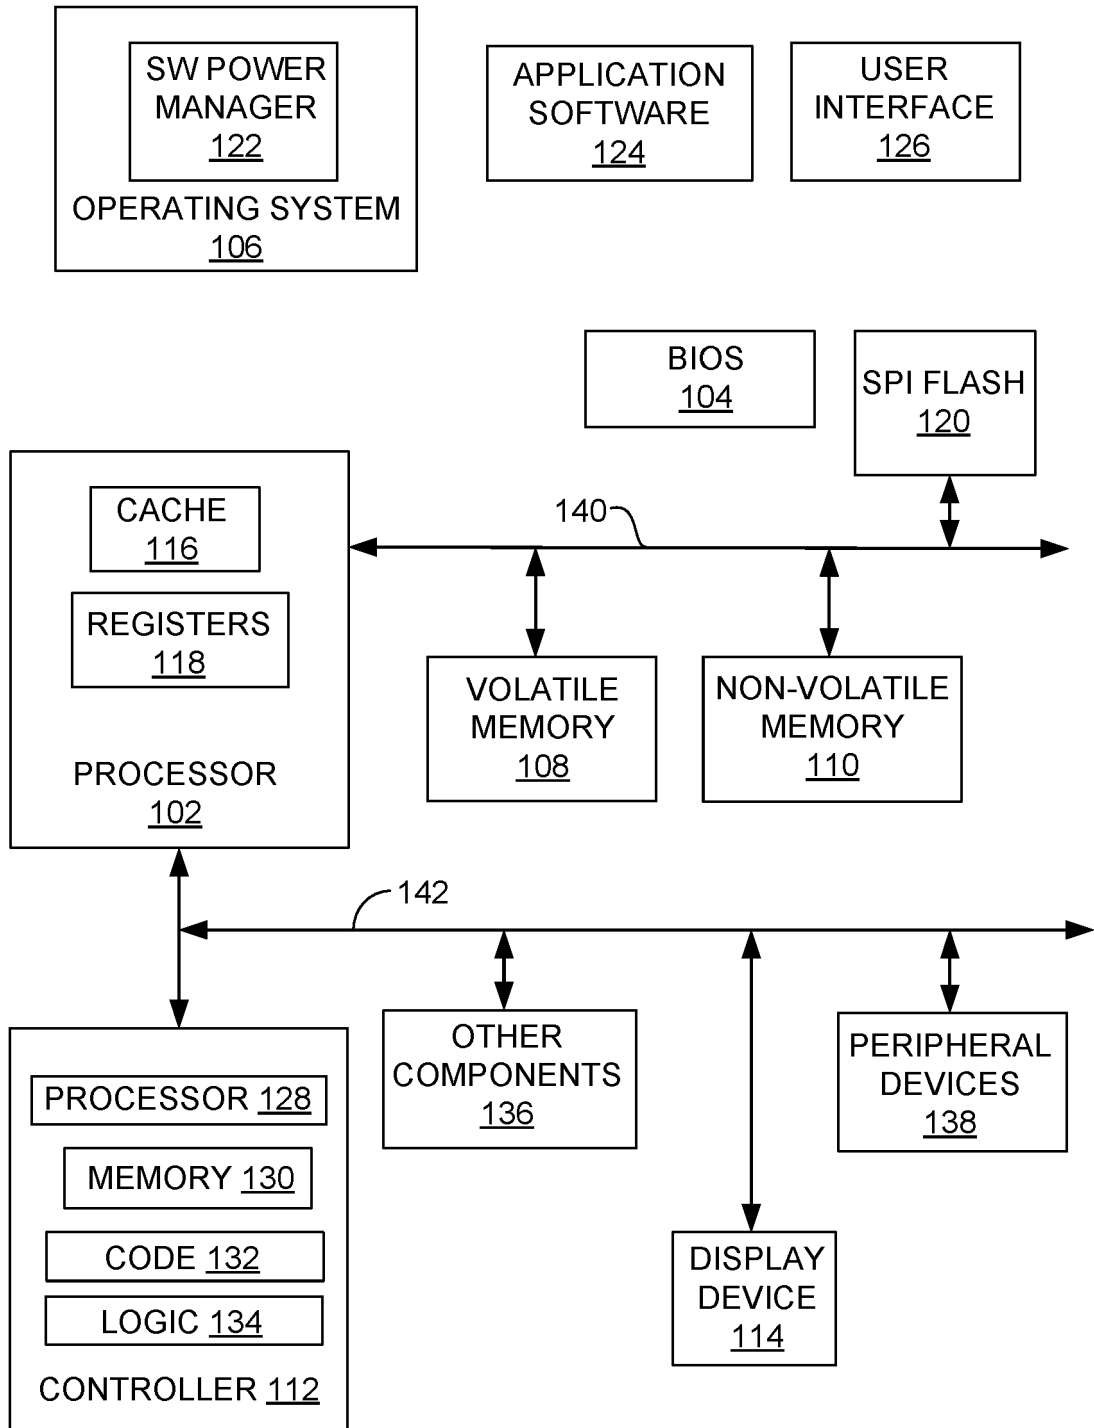 SW POWER
MANAGER
122
OPERATING SYSTEM
106
APPLICATION
SOFTWARE
124
USER
INTERFACE
126
BIOS
104
SPI FLASH
120
CACHE
116
REGISTERS
118
PROCESSOR
102
140
VOLATILE
MEMORY
108
NON-VOLATILE
MEMORY
110
142
OTHER
COMPONENTS
136
PERIPHERAL
DEVICES
138
DISPLAY
DEVICE
114
PROCESSOR 128
MEMORY 130
CODE 132
LOGIC 134
CONTROLLER 112